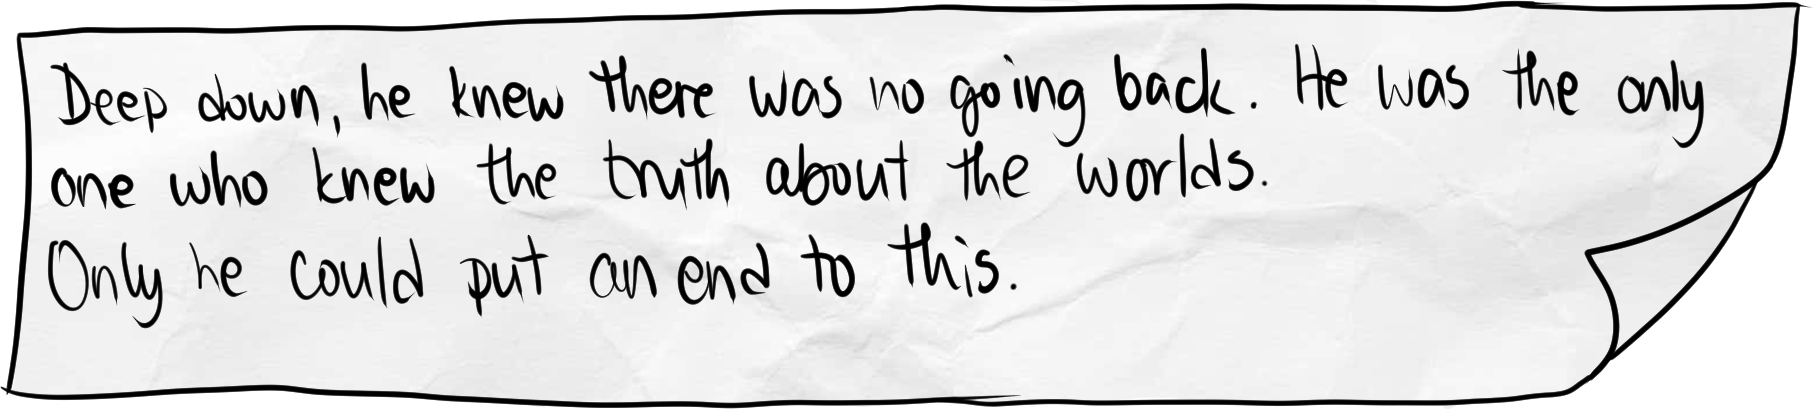 Deep down, he knew there was no going back. He was the only
one who knew the truth about the worlds.
Only he could put an end to this.